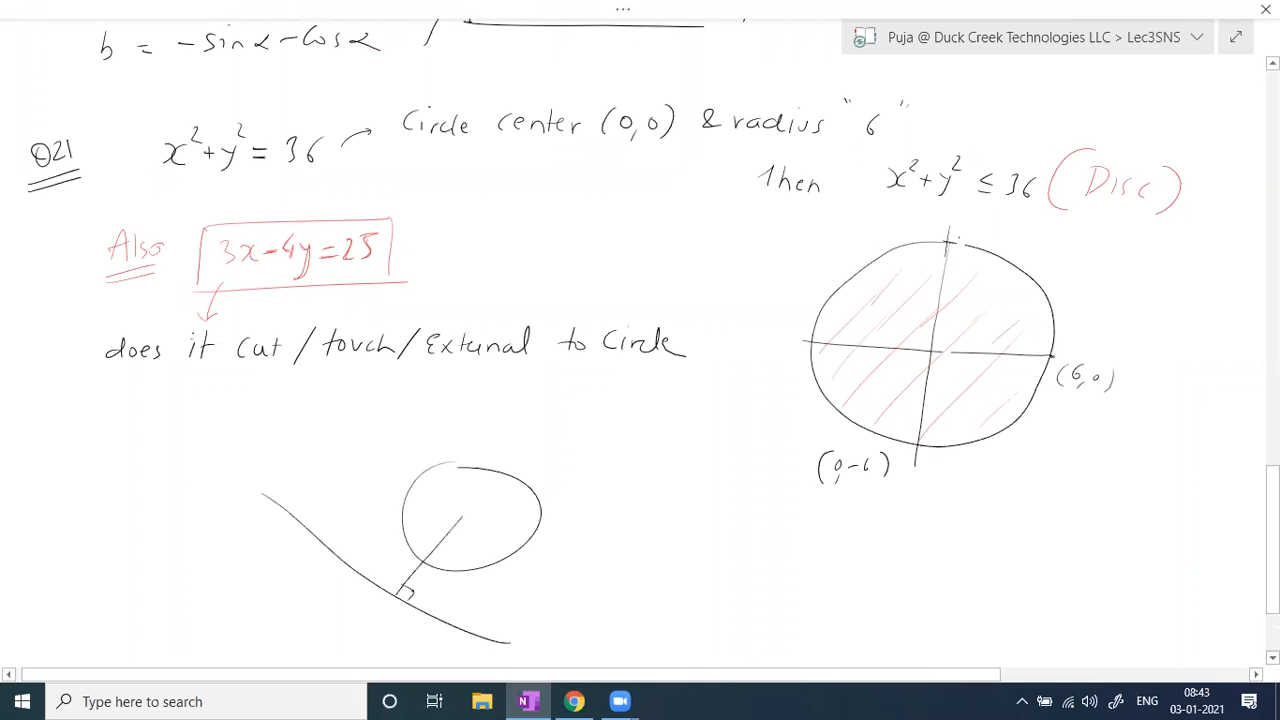 b = -sinα-cosα /
Puja @ Duck Creek Technologies LLC > Lec3SNS
Q21 x²+y² = 36 → Circle center (0,0) & radius "6"
Then x²+y² ≤ 36 (Disc)
Also 3x-4y=25
does it cut / touch / External to Circle
(6,0)
(0,-6)
Type here to search
ENG
08:43
03-01-2021